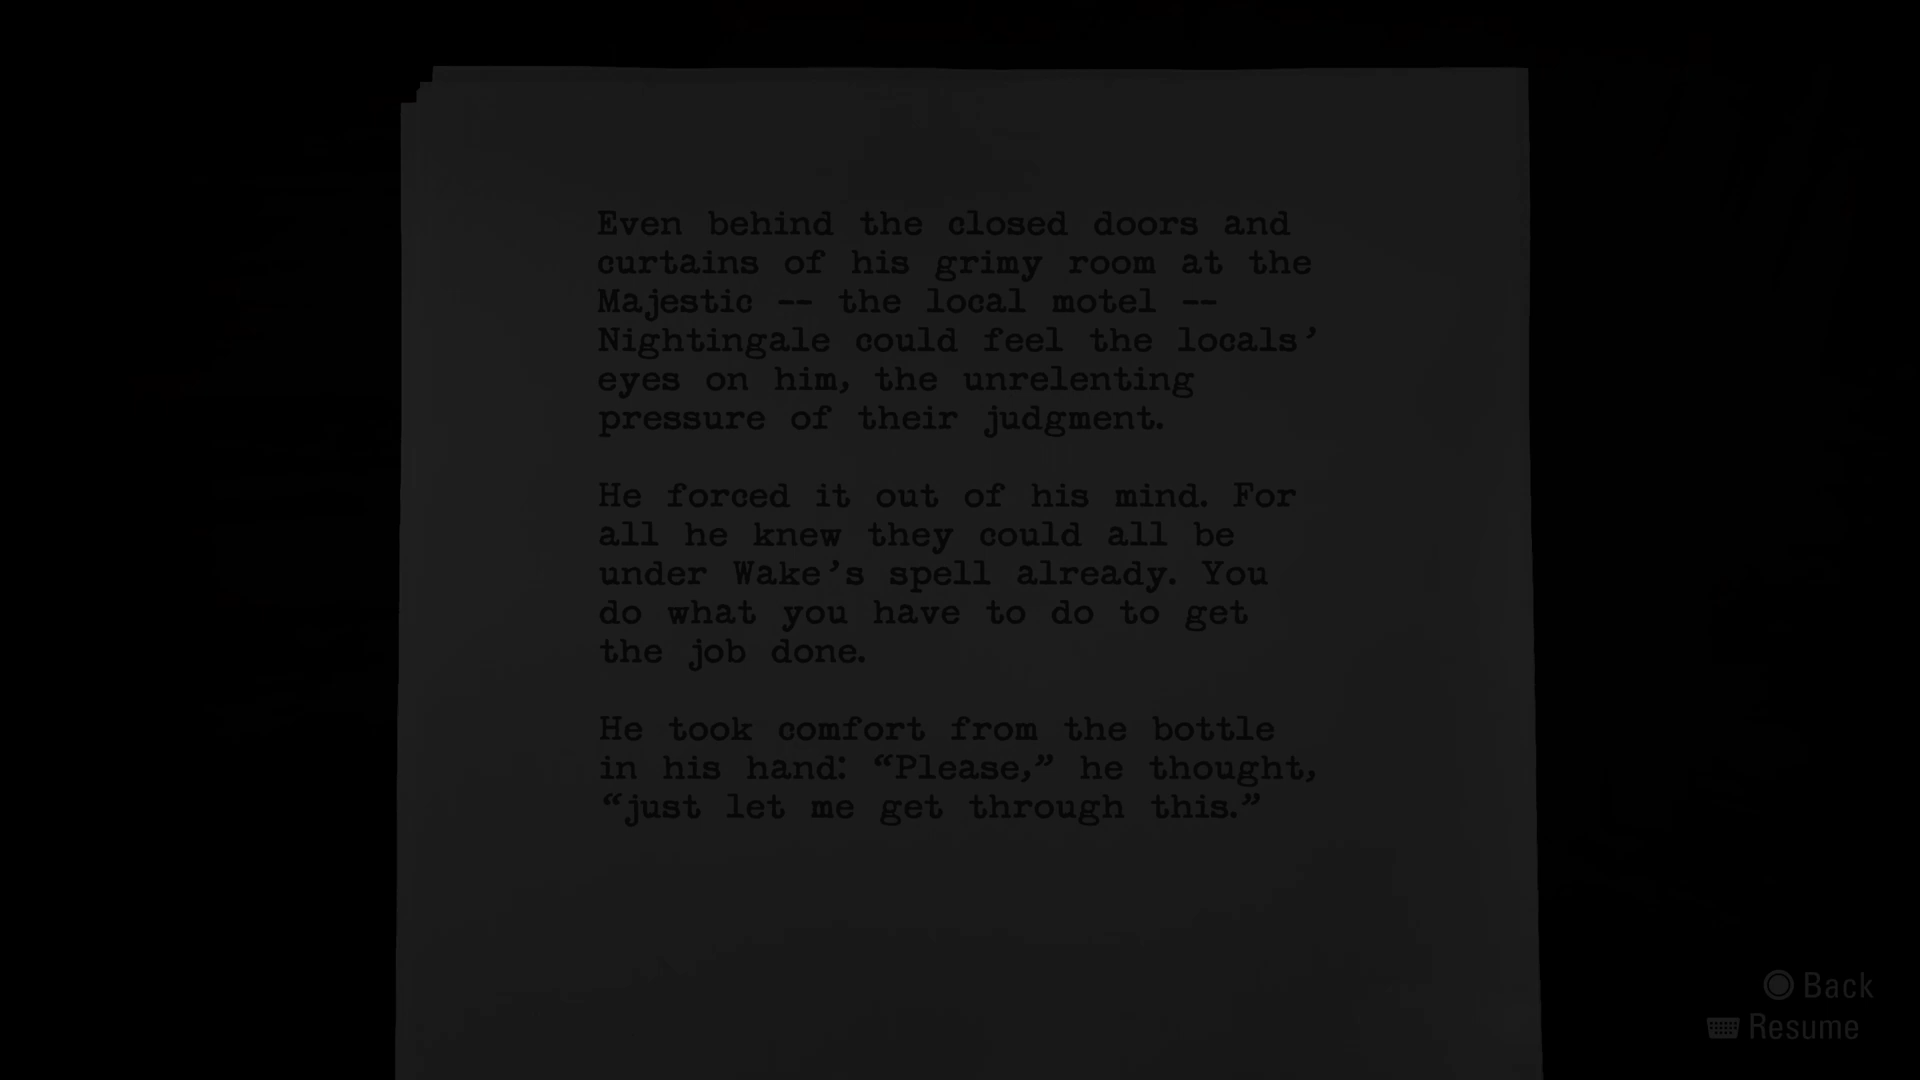 Even behind the closed doors and
curtains of his grimy room at the
Majestic -- the local motel --
Nightingale could feel the locals’
eyes on him, the unrelenting
pressure of their judgment.
He forced it out of his mind. For
all he knew they could all be
under Wake’s spell already. You
do what you have to do to get
the job done.
He took comfort from the bottle
in his hand: “Please,” he thought,
“just let me get through this.”
Back
Resume